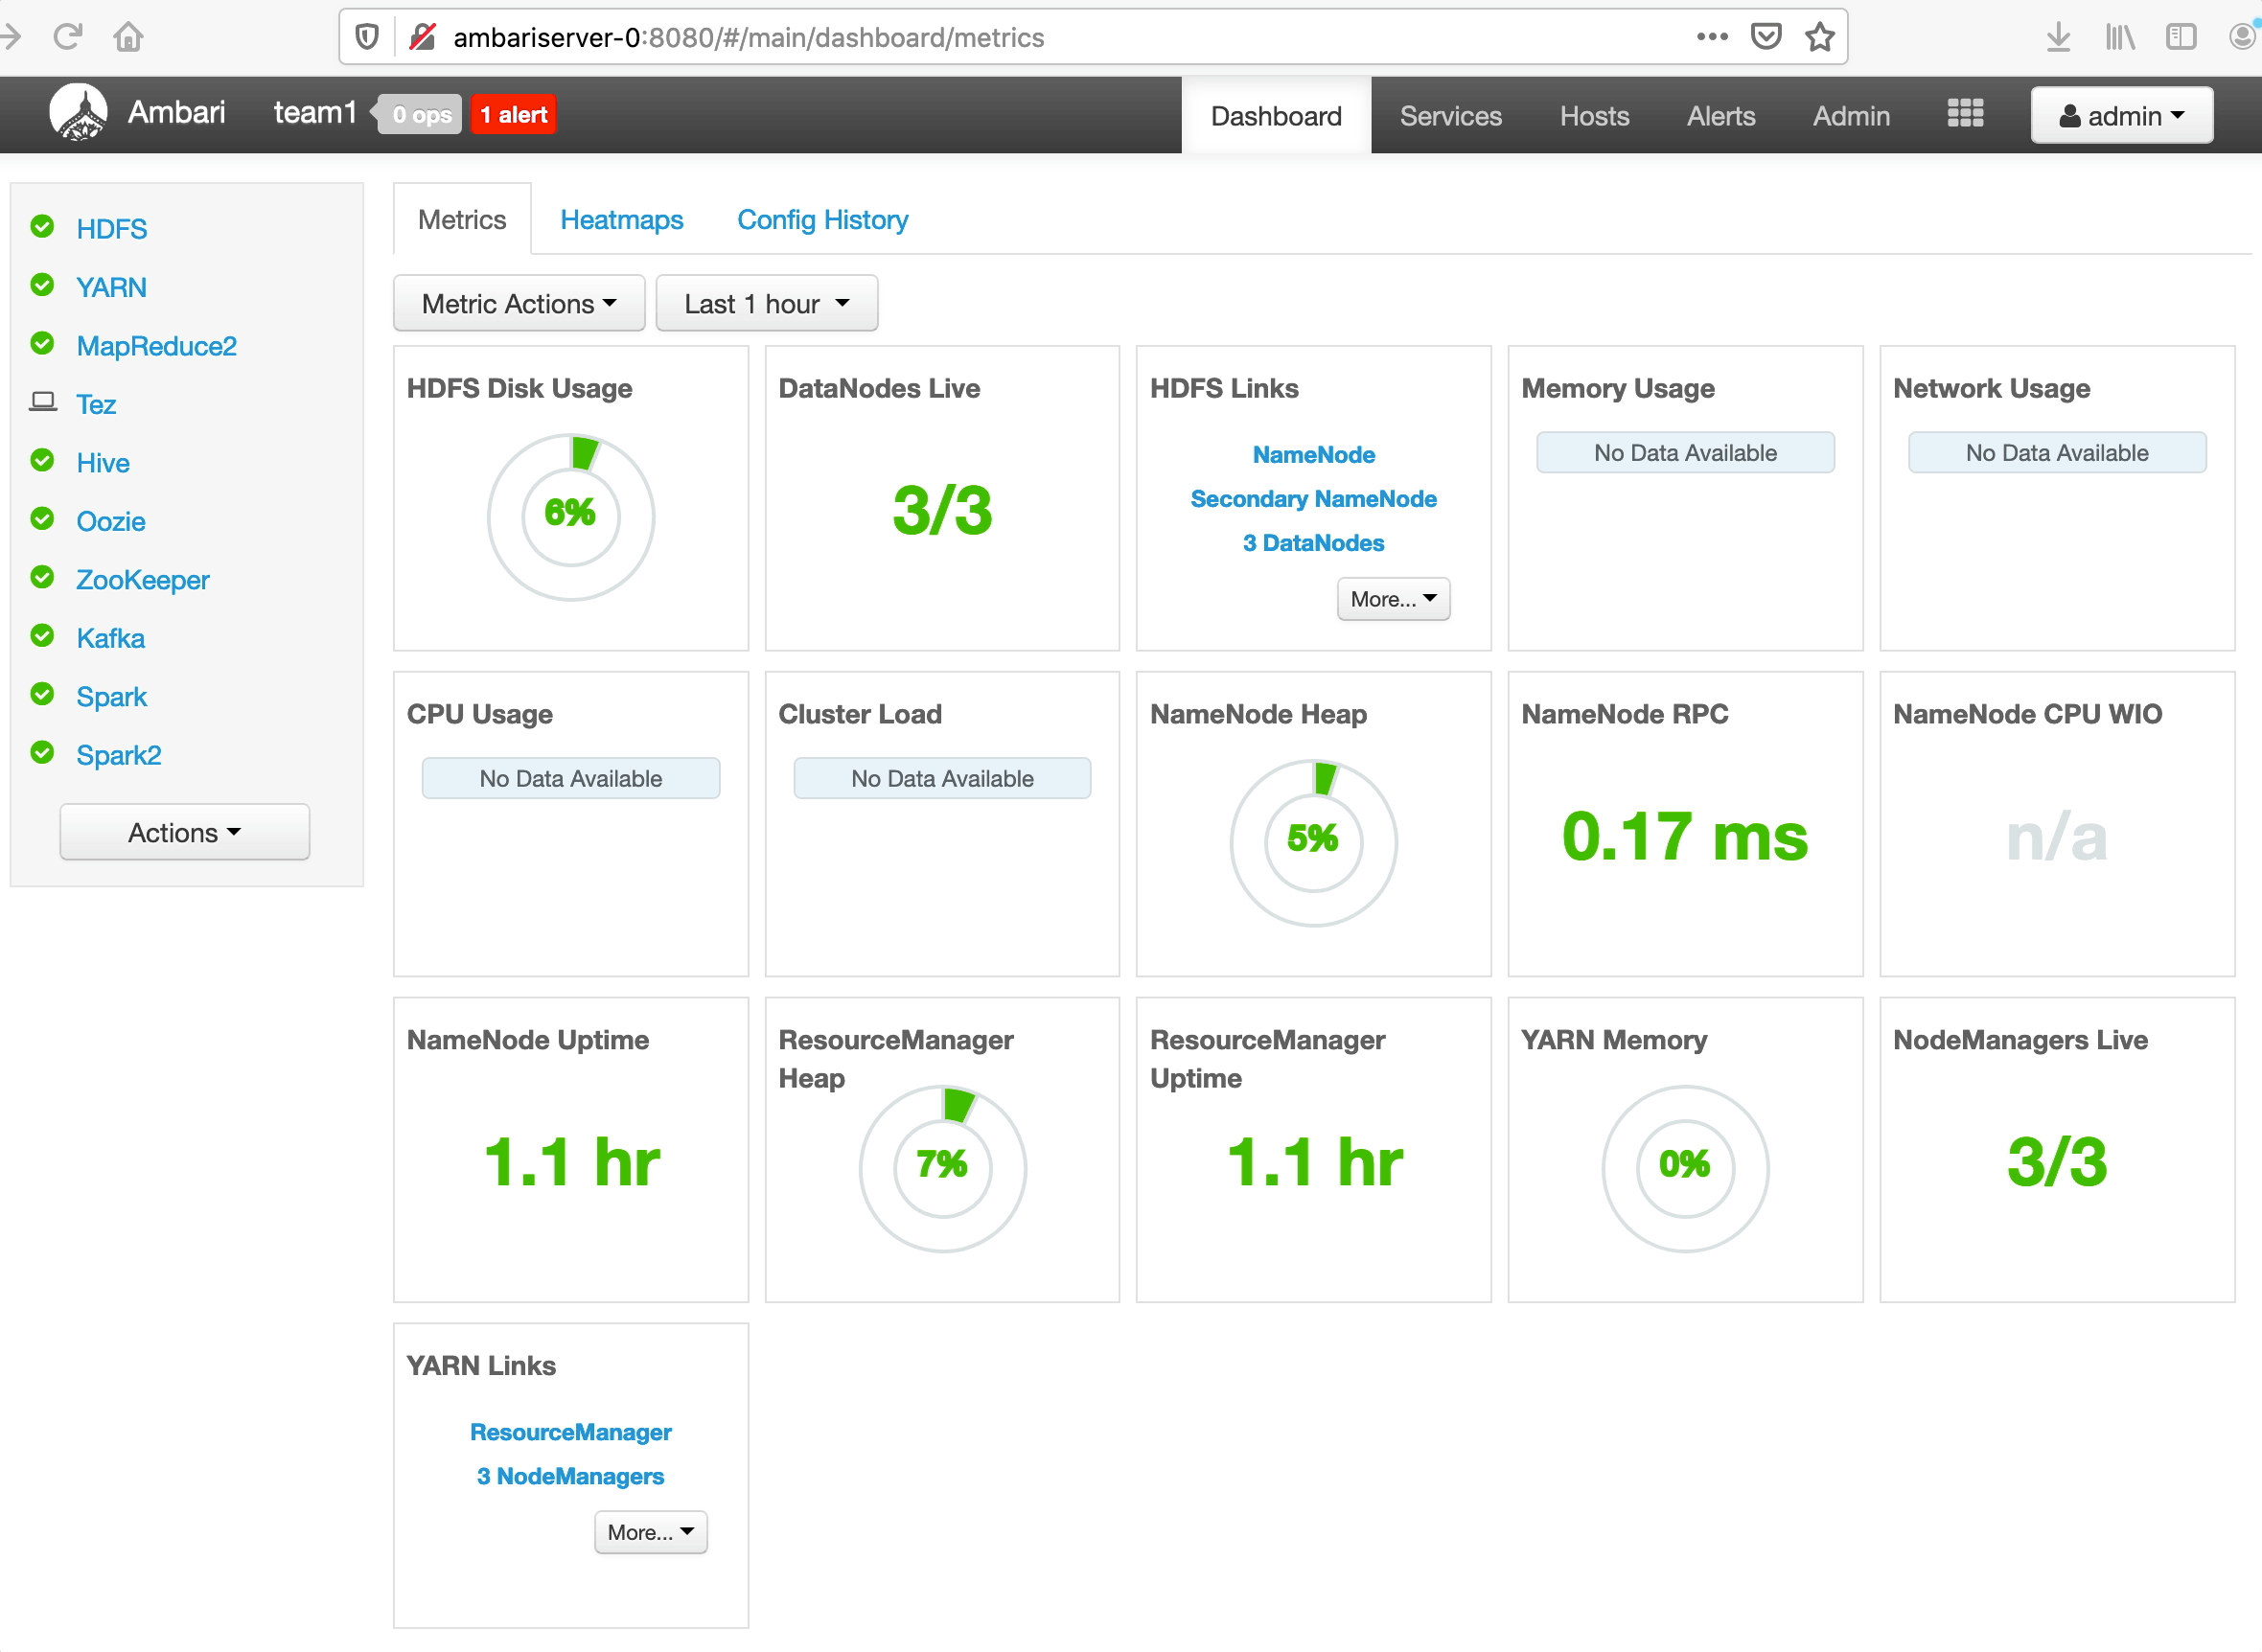 ambariserver-0:8080/#/main/dashboard/metrics
Ambari team1 0 ops 1 alert Dashboard Services Hosts Alerts Admin admin
HDFS
YARN
MapReduce2
Tez
Hive
Oozie
ZooKeeper
Kafka
Spark
Spark2
Actions
Metrics Heatmaps Config History
Metric Actions Last 1 hour
HDFS Disk Usage
6%
DataNodes Live
3/3
HDFS Links
NameNode
Secondary NameNode
3 DataNodes
More...
Memory Usage
No Data Available
Network Usage
No Data Available
CPU Usage
No Data Available
Cluster Load
No Data Available
NameNode Heap
5%
NameNode RPC
0.17 ms
NameNode CPU WIO
n/a
NameNode Uptime
1.1 hr
ResourceManager
Heap
7%
ResourceManager
Uptime
1.1 hr
YARN Memory
0%
NodeManagers Live
3/3
YARN Links
ResourceManager
3 NodeManagers
More...